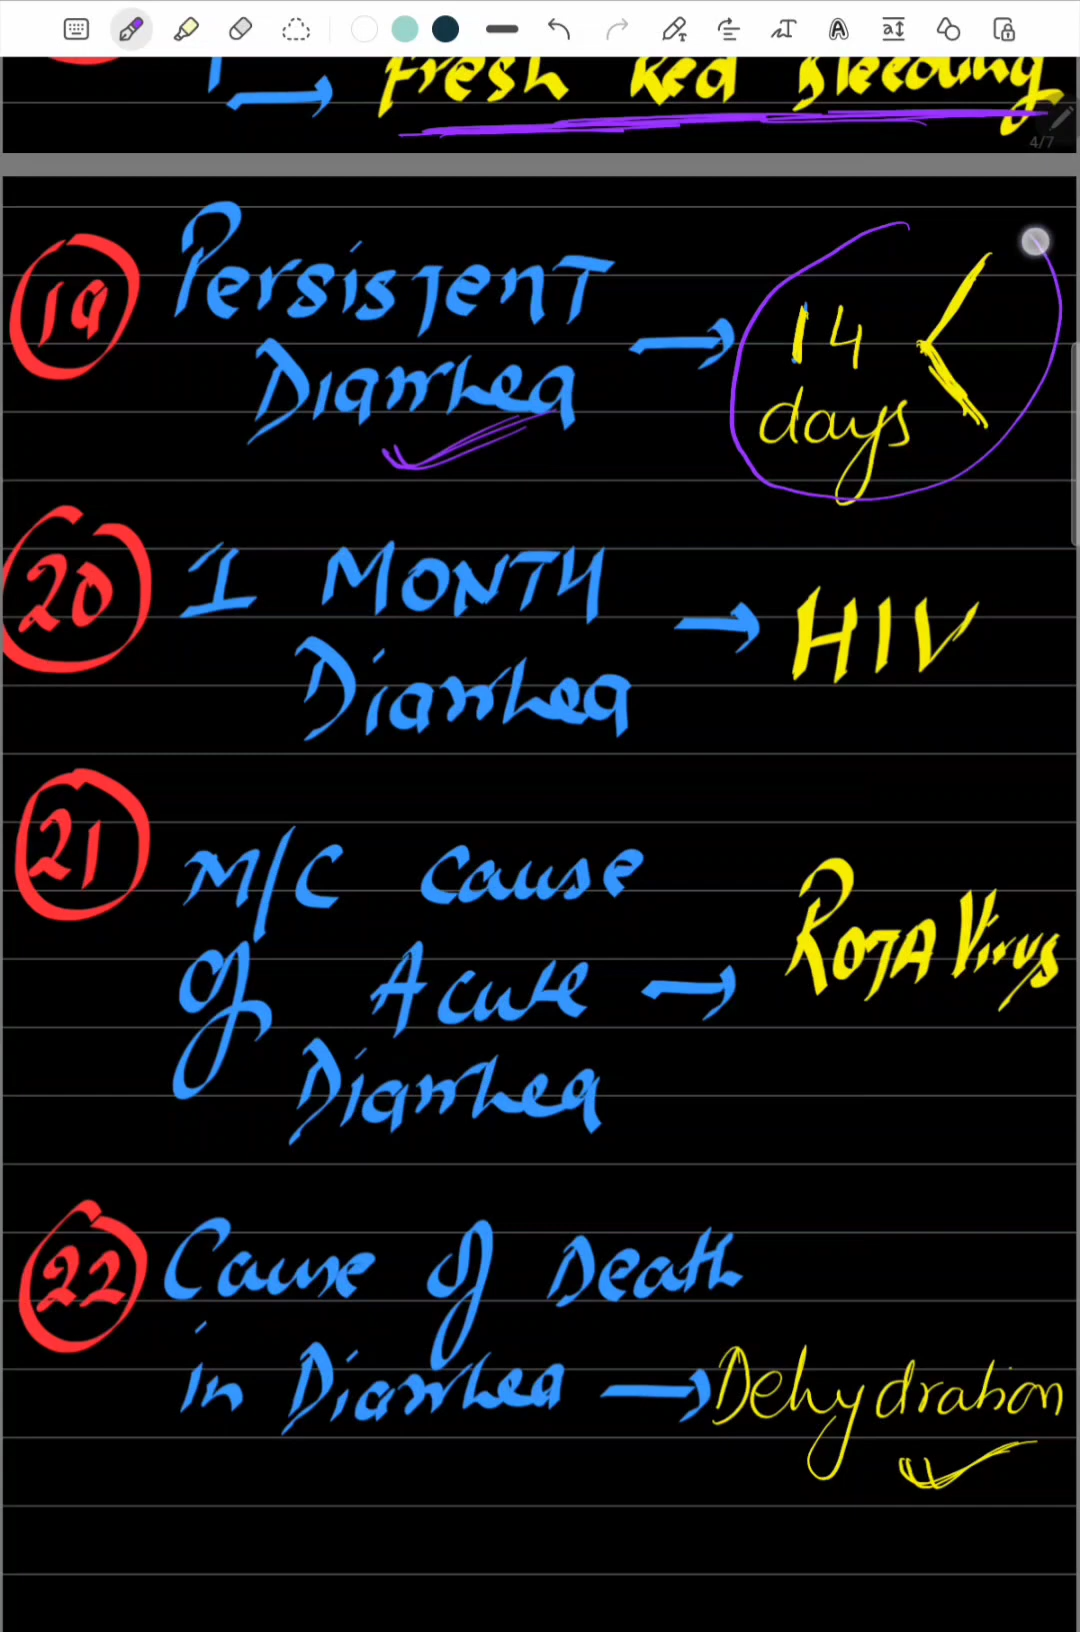 → Fresh Red Bleeding
4/7
19 Persistent
Diarrhea → 14 <
days
20 1 MONTH
Diarrhea → HIV
21 M/C Cause
of Acute → ROTA Virus
Diarrhea
22 Cause of Death
in Diarrhea → Dehydration